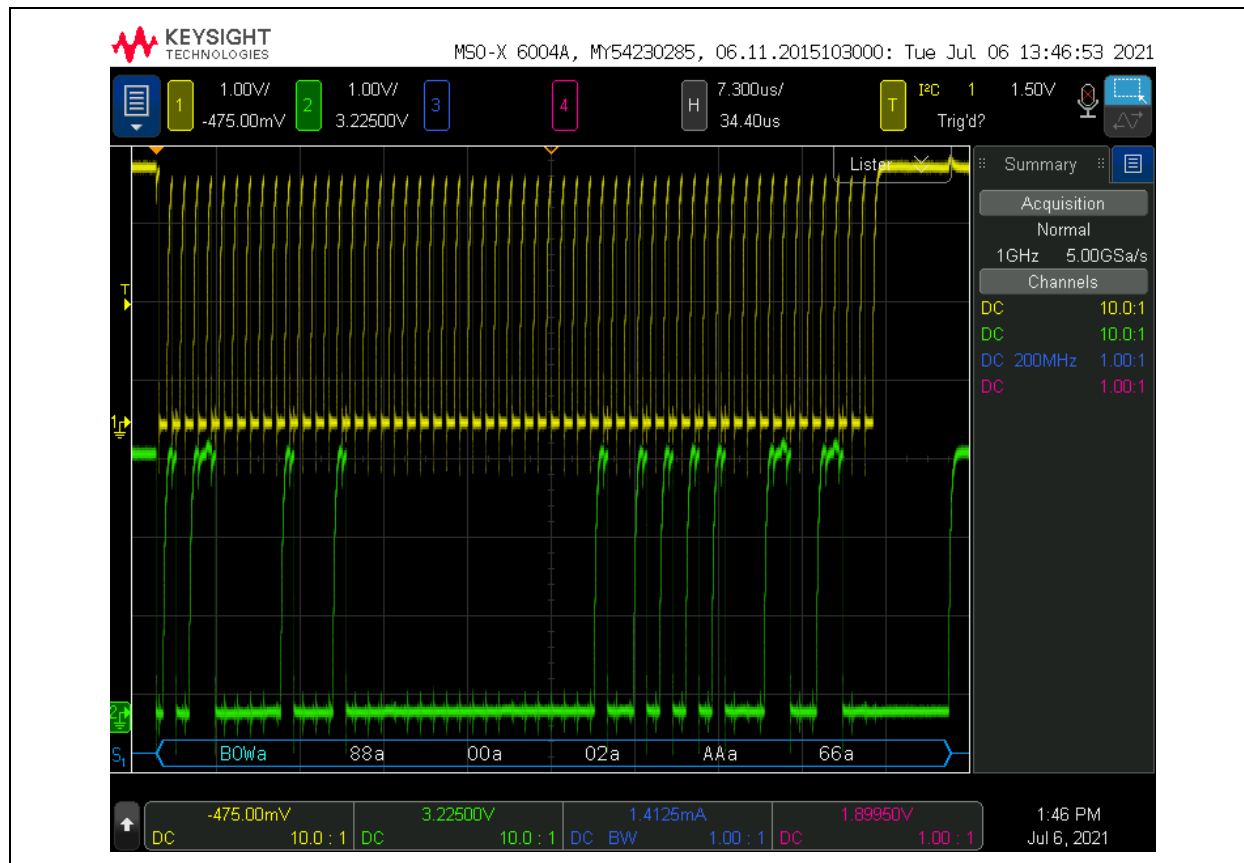 KEYSIGHT
TECHNOLOGIES
MSO-X 6004A, MY54230285, 06.11.2015103000: Tue Jul 06 13:46:53 2021
1 1.00V/ 2 1.00V/ 3 4 H 7.300us/ T I²C 1 1.50V
-475.00mV 3.22500V 34.40us Trig'd?
Lister
Summary
Acquisition
Normal
1GHz 5.00GSa/s
Channels
DC 10.0:1
DC 10.0:1
DC 200MHz 1.00:1
DC 1.00:1
T
1
2
S1 B0Wa 88a 00a 02a AAa 66a
-475.00mV 3.22500V 1.4125mA 1.89950V 1:46 PM
DC 10.0 : 1 DC 10.0 : 1 DC BW 1.00 : 1 DC 1.00 : 1 Jul 6, 2021